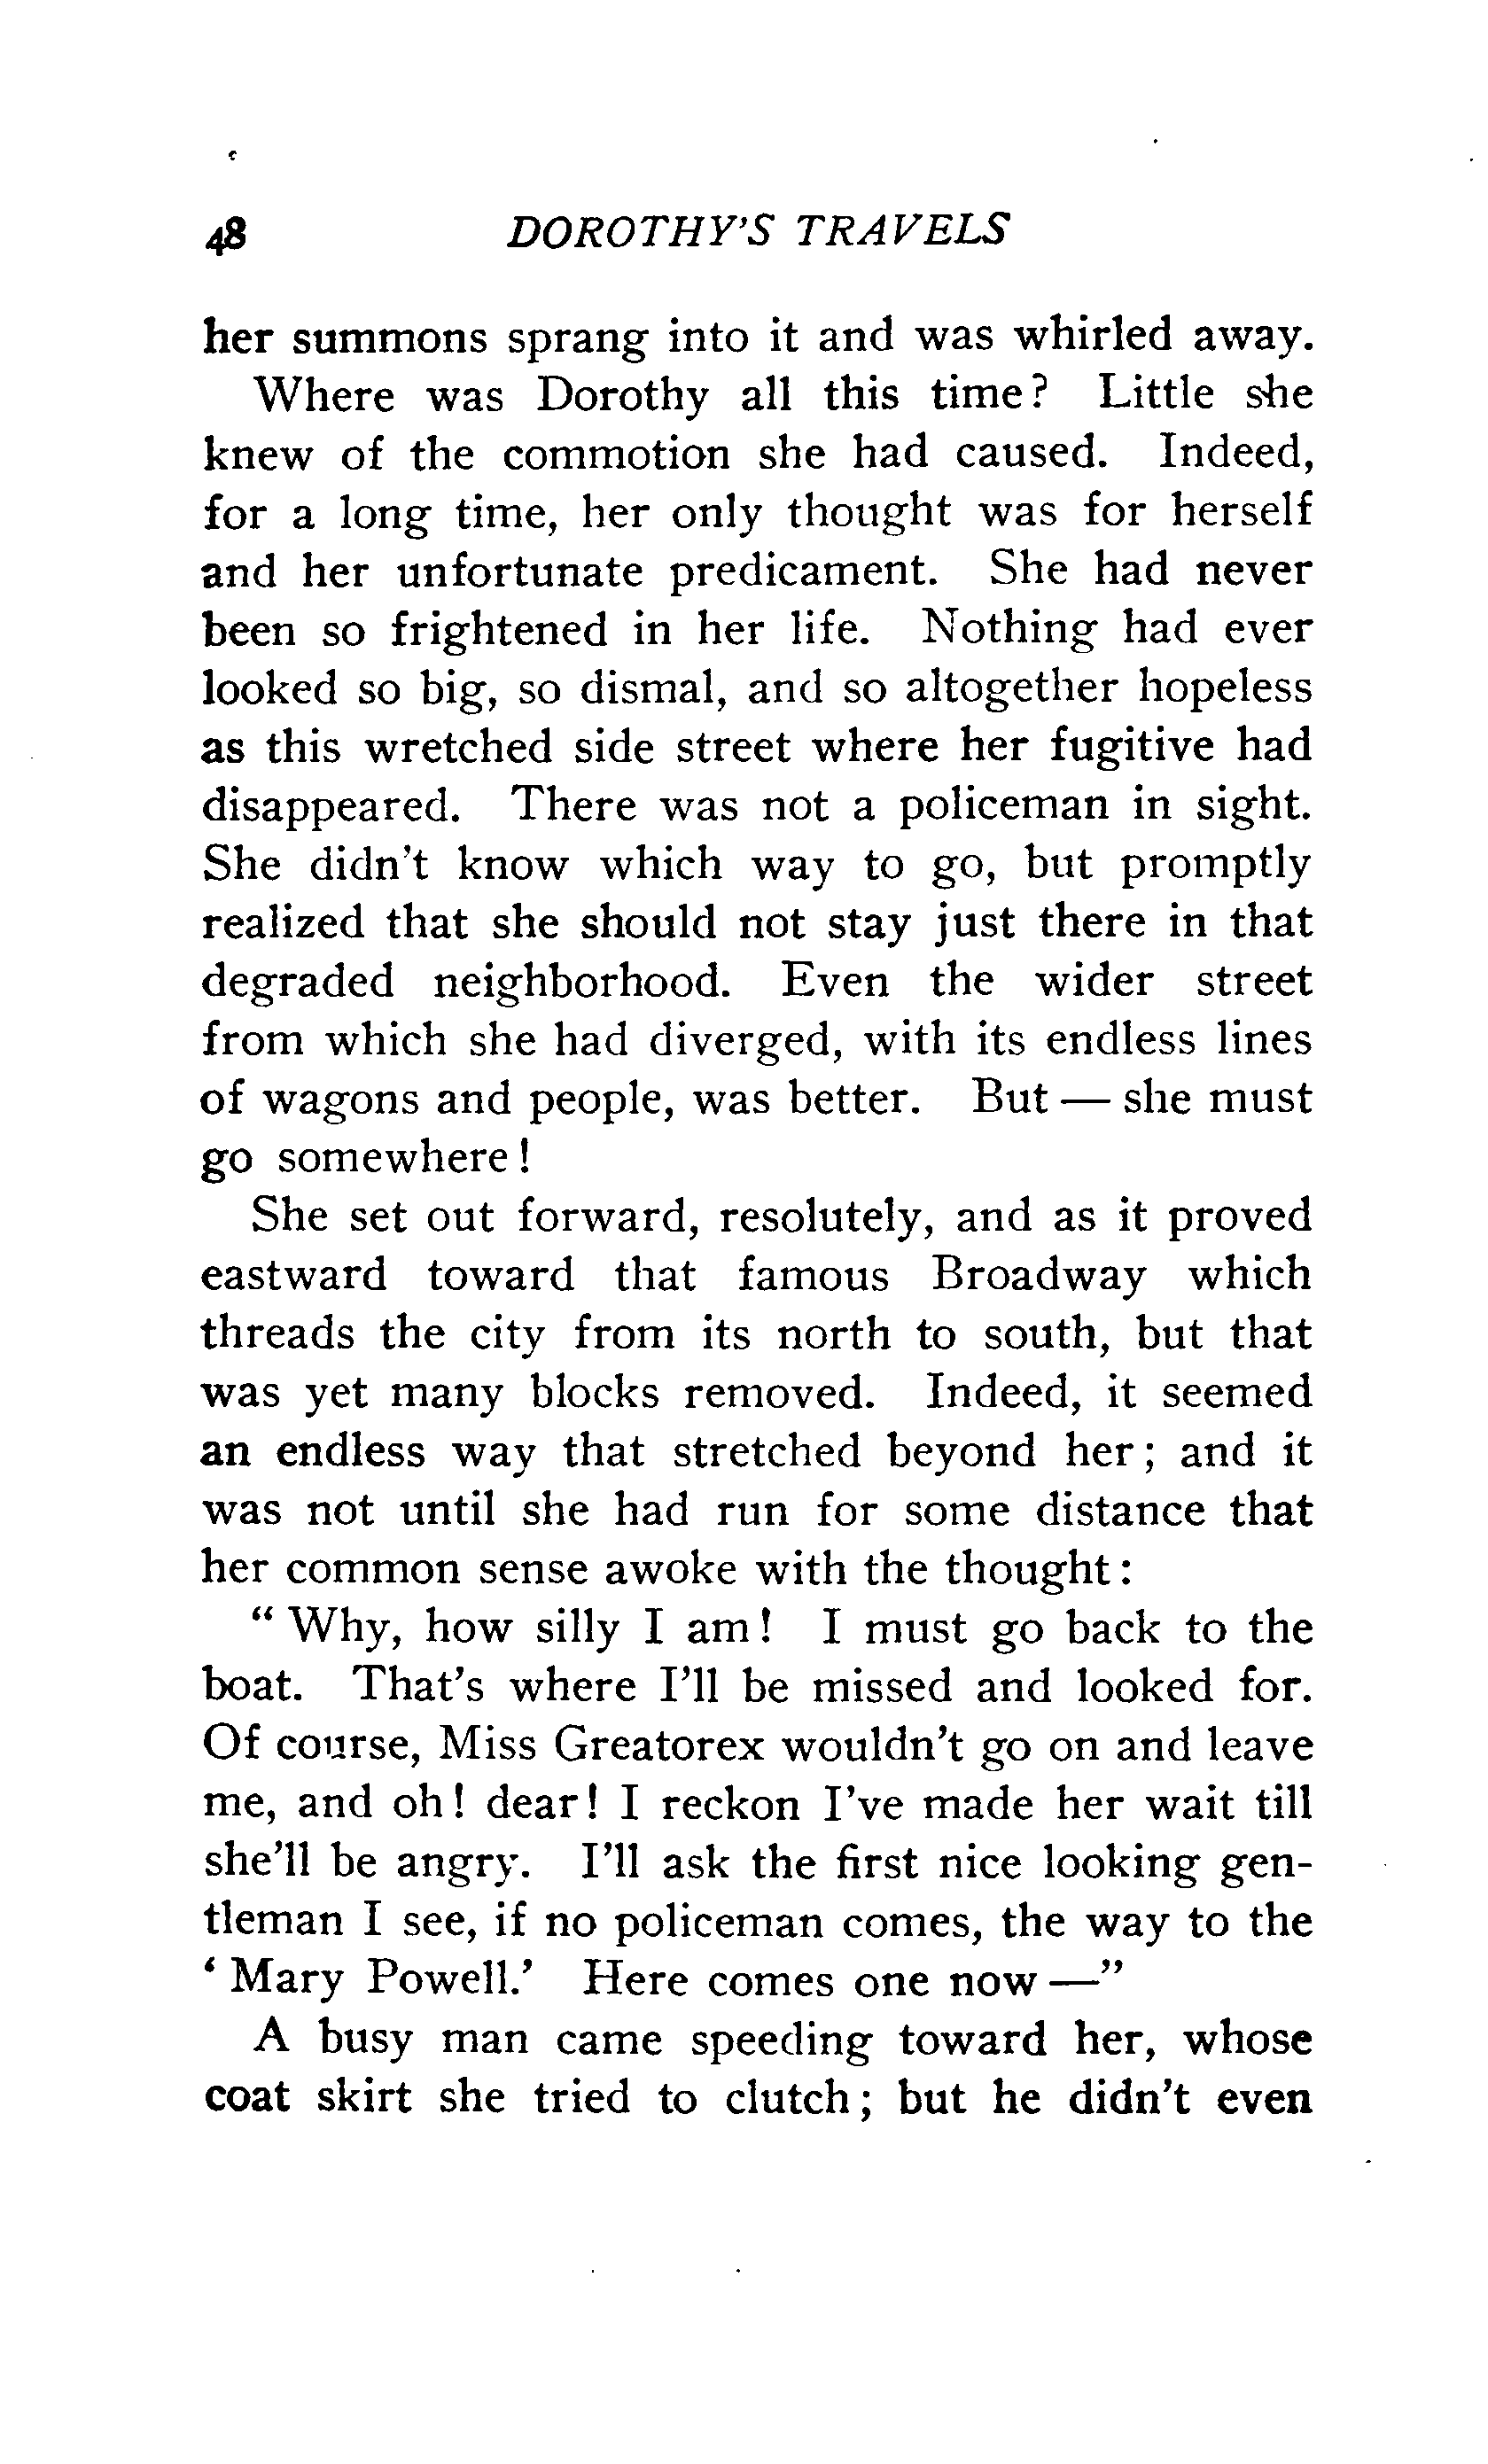 48 DOROTHY'S TRAVELS
her summons sprang into it and was whirled away.
Where was Dorothy all this time? Little she
knew of the commotion she had caused. Indeed,
for a long time, her only thought was for herself
and her unfortunate predicament. She had never
been so frightened in her life. Nothing had ever
looked so big, so dismal, and so altogether hopeless
as this wretched side street where her fugitive had
disappeared. There was not a policeman in sight.
She didn't know which way to go, but promptly
realized that she should not stay just there in that
degraded neighborhood. Even the wider street
from which she had diverged, with its endless lines
of wagons and people, was better. But — she must
go somewhere!
She set out forward, resolutely, and as it proved
eastward toward that famous Broadway which
threads the city from its north to south, but that
was yet many blocks removed. Indeed, it seemed
an endless way that stretched beyond her; and it
was not until she had run for some distance that
her common sense awoke with the thought:
"Why, how silly I am! I must go back to the
boat. That's where I'll be missed and looked for.
Of course, Miss Greatorex wouldn't go on and leave
me, and oh! dear! I reckon I've made her wait till
she'll be angry. I'll ask the first nice looking gen-
tleman I see, if no policeman comes, the way to the
'Mary Powell.' Here comes one now—"
A busy man came speeding toward her, whose
coat skirt she tried to clutch; but he didn't even